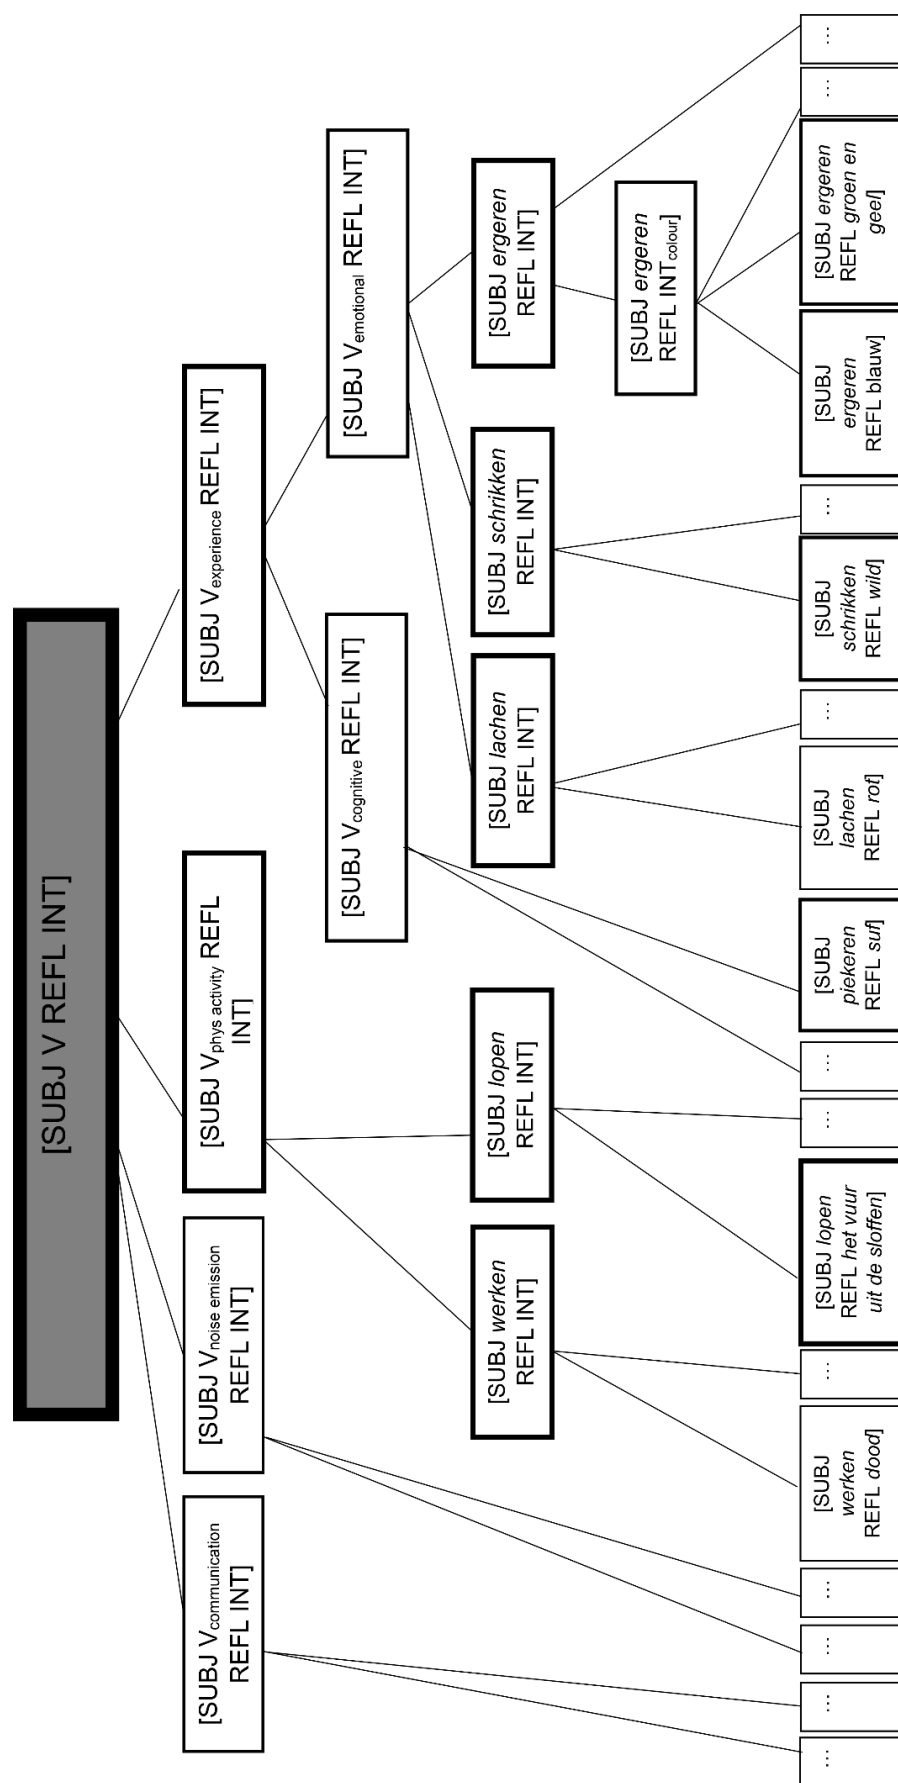 [SUBJ V REFL INT]
[SUBJ Vcommunication
REFL INT]
[SUBJ Vnoise emission
REFL INT]
[SUBJ Vphys activity REFL
INT]
[SUBJ Vexperience REFL INT]
[SUBJ Vcognitive REFL INT]
[SUBJ Vemotional REFL INT]
[SUBJ werken
REFL INT]
[SUBJ lopen
REFL INT]
[SUBJ lachen
REFL INT]
[SUBJ schrikken
REFL INT]
[SUBJ ergeren
REFL INT]
[SUBJ ergeren
REFL INTcolour]
...
...
...
...
[SUBJ
werken
REFL dood]
...
[SUBJ lopen
REFL het vuur
uit de sloffen]
...
...
[SUBJ
piekeren
REFL suf]
[SUBJ
lachen
REFL rot]
...
[SUBJ
schrikken
REFL wild]
...
[SUBJ
ergeren
REFL blauw]
[SUBJ ergeren
REFL groen en
geel]
...
...